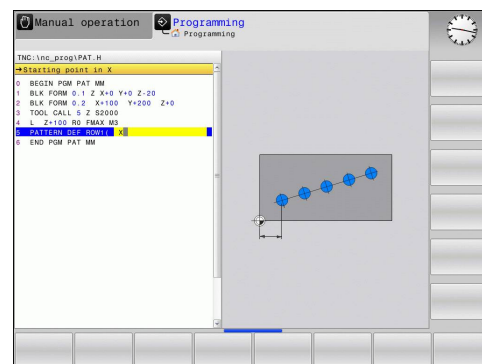 Manual operation
Programming
Programming
TNC:\nc_prog\PAT.H
→Starting point in X
0 BEGIN PGM PAT MM
1 BLK FORM 0.1 Z X+0 Y+0 Z-20
2 BLK FORM 0.2 X+100 Y+200 Z+0
3 TOOL CALL 5 Z S2000
4 L Z+100 R0 FMAX M3
5 PATTERN DEF ROW1( X
6 END PGM PAT MM